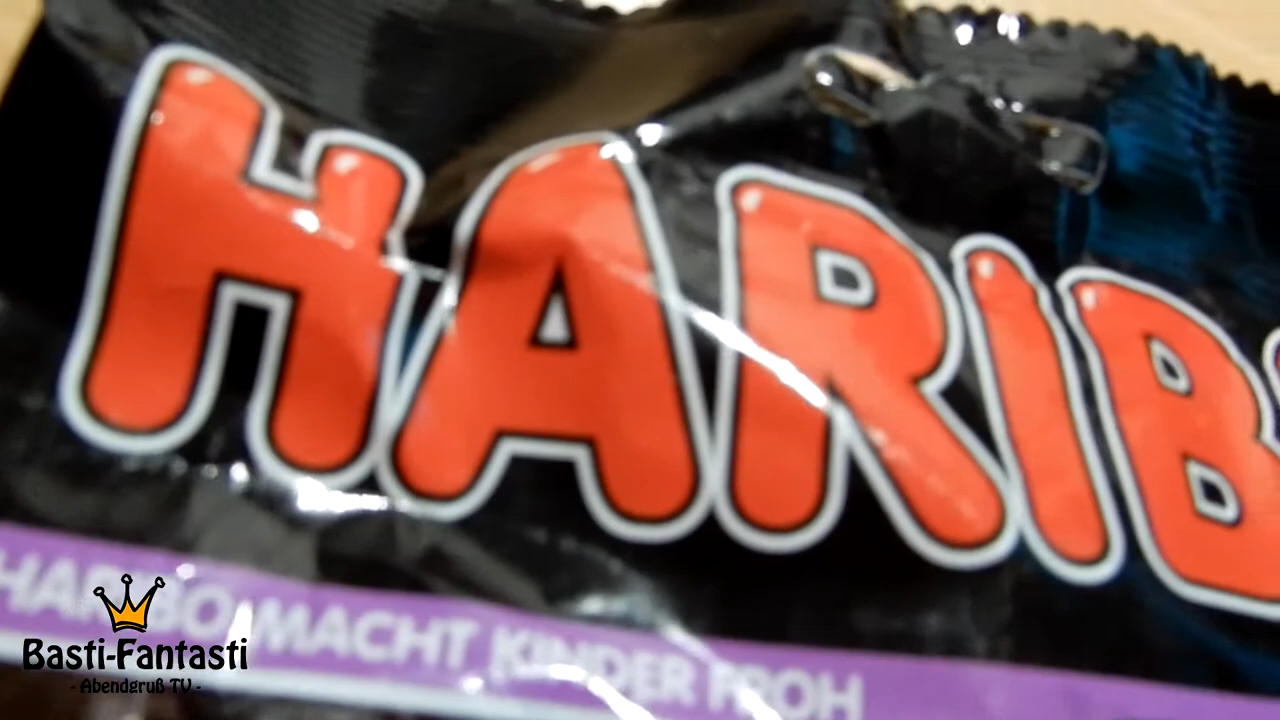 HARIB
HARIBO MACHT KINDER FROH
Basti-Fantasti
- Abendgruß TV -